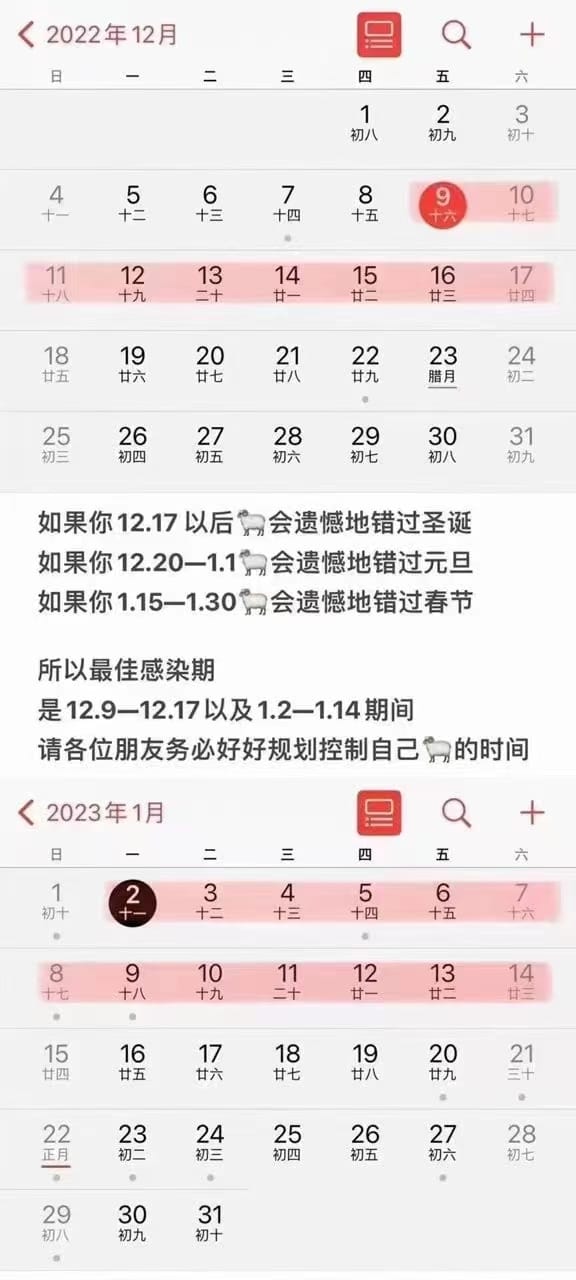 2022年12月
日 一 二 三 四 五 六
1 2 3
初八 初九 初十
4 5 6 7 8 9 10
十一 十二 十三 十四 十五 十六 十七
11 12 13 14 15 16 17
十八 十九 二十 廿一 廿二 廿三 廿四
18 19 20 21 22 23 24
廿五 廿六 廿七 廿八 廿九 腊月 初二
25 26 27 28 29 30 31
初三 初四 初五 初六 初七 初八 初九
如果你12.17以后🐏会遗憾地错过圣诞
如果你12.20—1.1🐏会遗憾地错过元旦
如果你1.15—1.30🐏会遗憾地错过春节
所以最佳感染期
是12.9—12.17以及1.2—1.14期间
请各位朋友务必好好规划控制自己🐏的时间
2023年1月
日 一 二 三 四 五 六
1 2 3 4 5 6 7
初十 十一 十二 十三 十四 十五 十六
8 9 10 11 12 13 14
十七 十八 十九 二十 廿一 廿二 廿三
15 16 17 18 19 20 21
廿四 廿五 廿六 廿七 廿八 廿九 三十
22 23 24 25 26 27 28
正月 初二 初三 初四 初五 初六 初七
29 30 31
初八 初九 初十